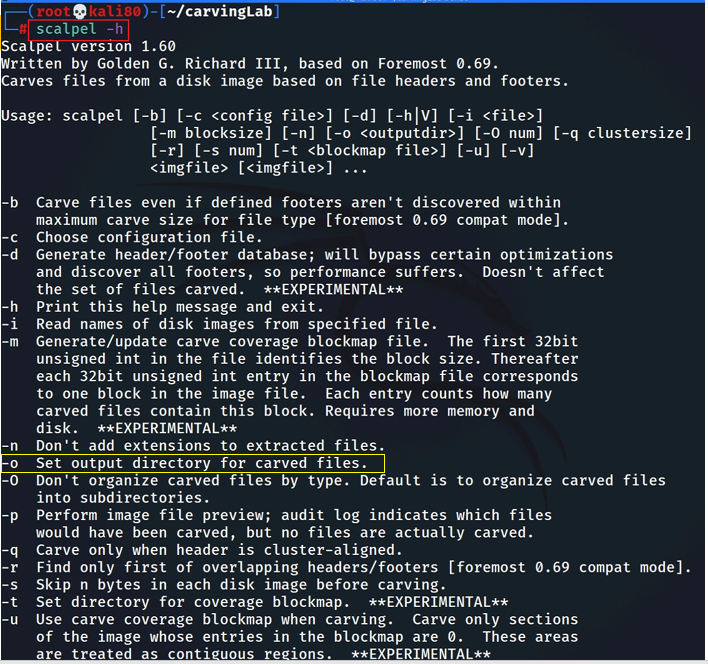 (root💀kali80)-[~/carvingLab]
# scalpel -h
Scalpel version 1.60
Written by Golden G. Richard III, based on Foremost 0.69.
Carves files from a disk image based on file headers and footers.
Usage: scalpel [-b] [-c <config file>] [-d] [-h|V] [-i <file>]
[-m blocksize] [-n] [-o <outputdir>] [-O num] [-q clustersize]
[-r] [-s num] [-t <blockmap file>] [-u] [-v]
<imgfile> [<imgfile>] ...
-b  Carve files even if defined footers aren't discovered within
maximum carve size for file type [foremost 0.69 compat mode].
-c  Choose configuration file.
-d  Generate header/footer database; will bypass certain optimizations
and discover all footers, so performance suffers.  Doesn't affect
the set of files carved.  **EXPERIMENTAL**
-h  Print this help message and exit.
-i  Read names of disk images from specified file.
-m  Generate/update carve coverage blockmap file.  The first 32bit
unsigned int in the file identifies the block size. Thereafter
each 32bit unsigned int entry in the blockmap file corresponds
to one block in the image file.  Each entry counts how many
carved files contain this block. Requires more memory and
disk.  **EXPERIMENTAL**
-n  Don't add extensions to extracted files.
-o  Set output directory for carved files.
-O  Don't organize carved files by type. Default is to organize carved files
into subdirectories.
-p  Perform image file preview; audit log indicates which files
would have been carved, but no files are actually carved.
-q  Carve only when header is cluster-aligned.
-r  Find only first of overlapping headers/footers [foremost 0.69 compat mode].
-s  Skip n bytes in each disk image before carving.
-t  Set directory for coverage blockmap.  **EXPERIMENTAL**
-u  Use carve coverage blockmap when carving.  Carve only sections
of the image whose entries in the blockmap are 0.  These areas
are treated as contiguous regions.  **EXPERIMENTAL**